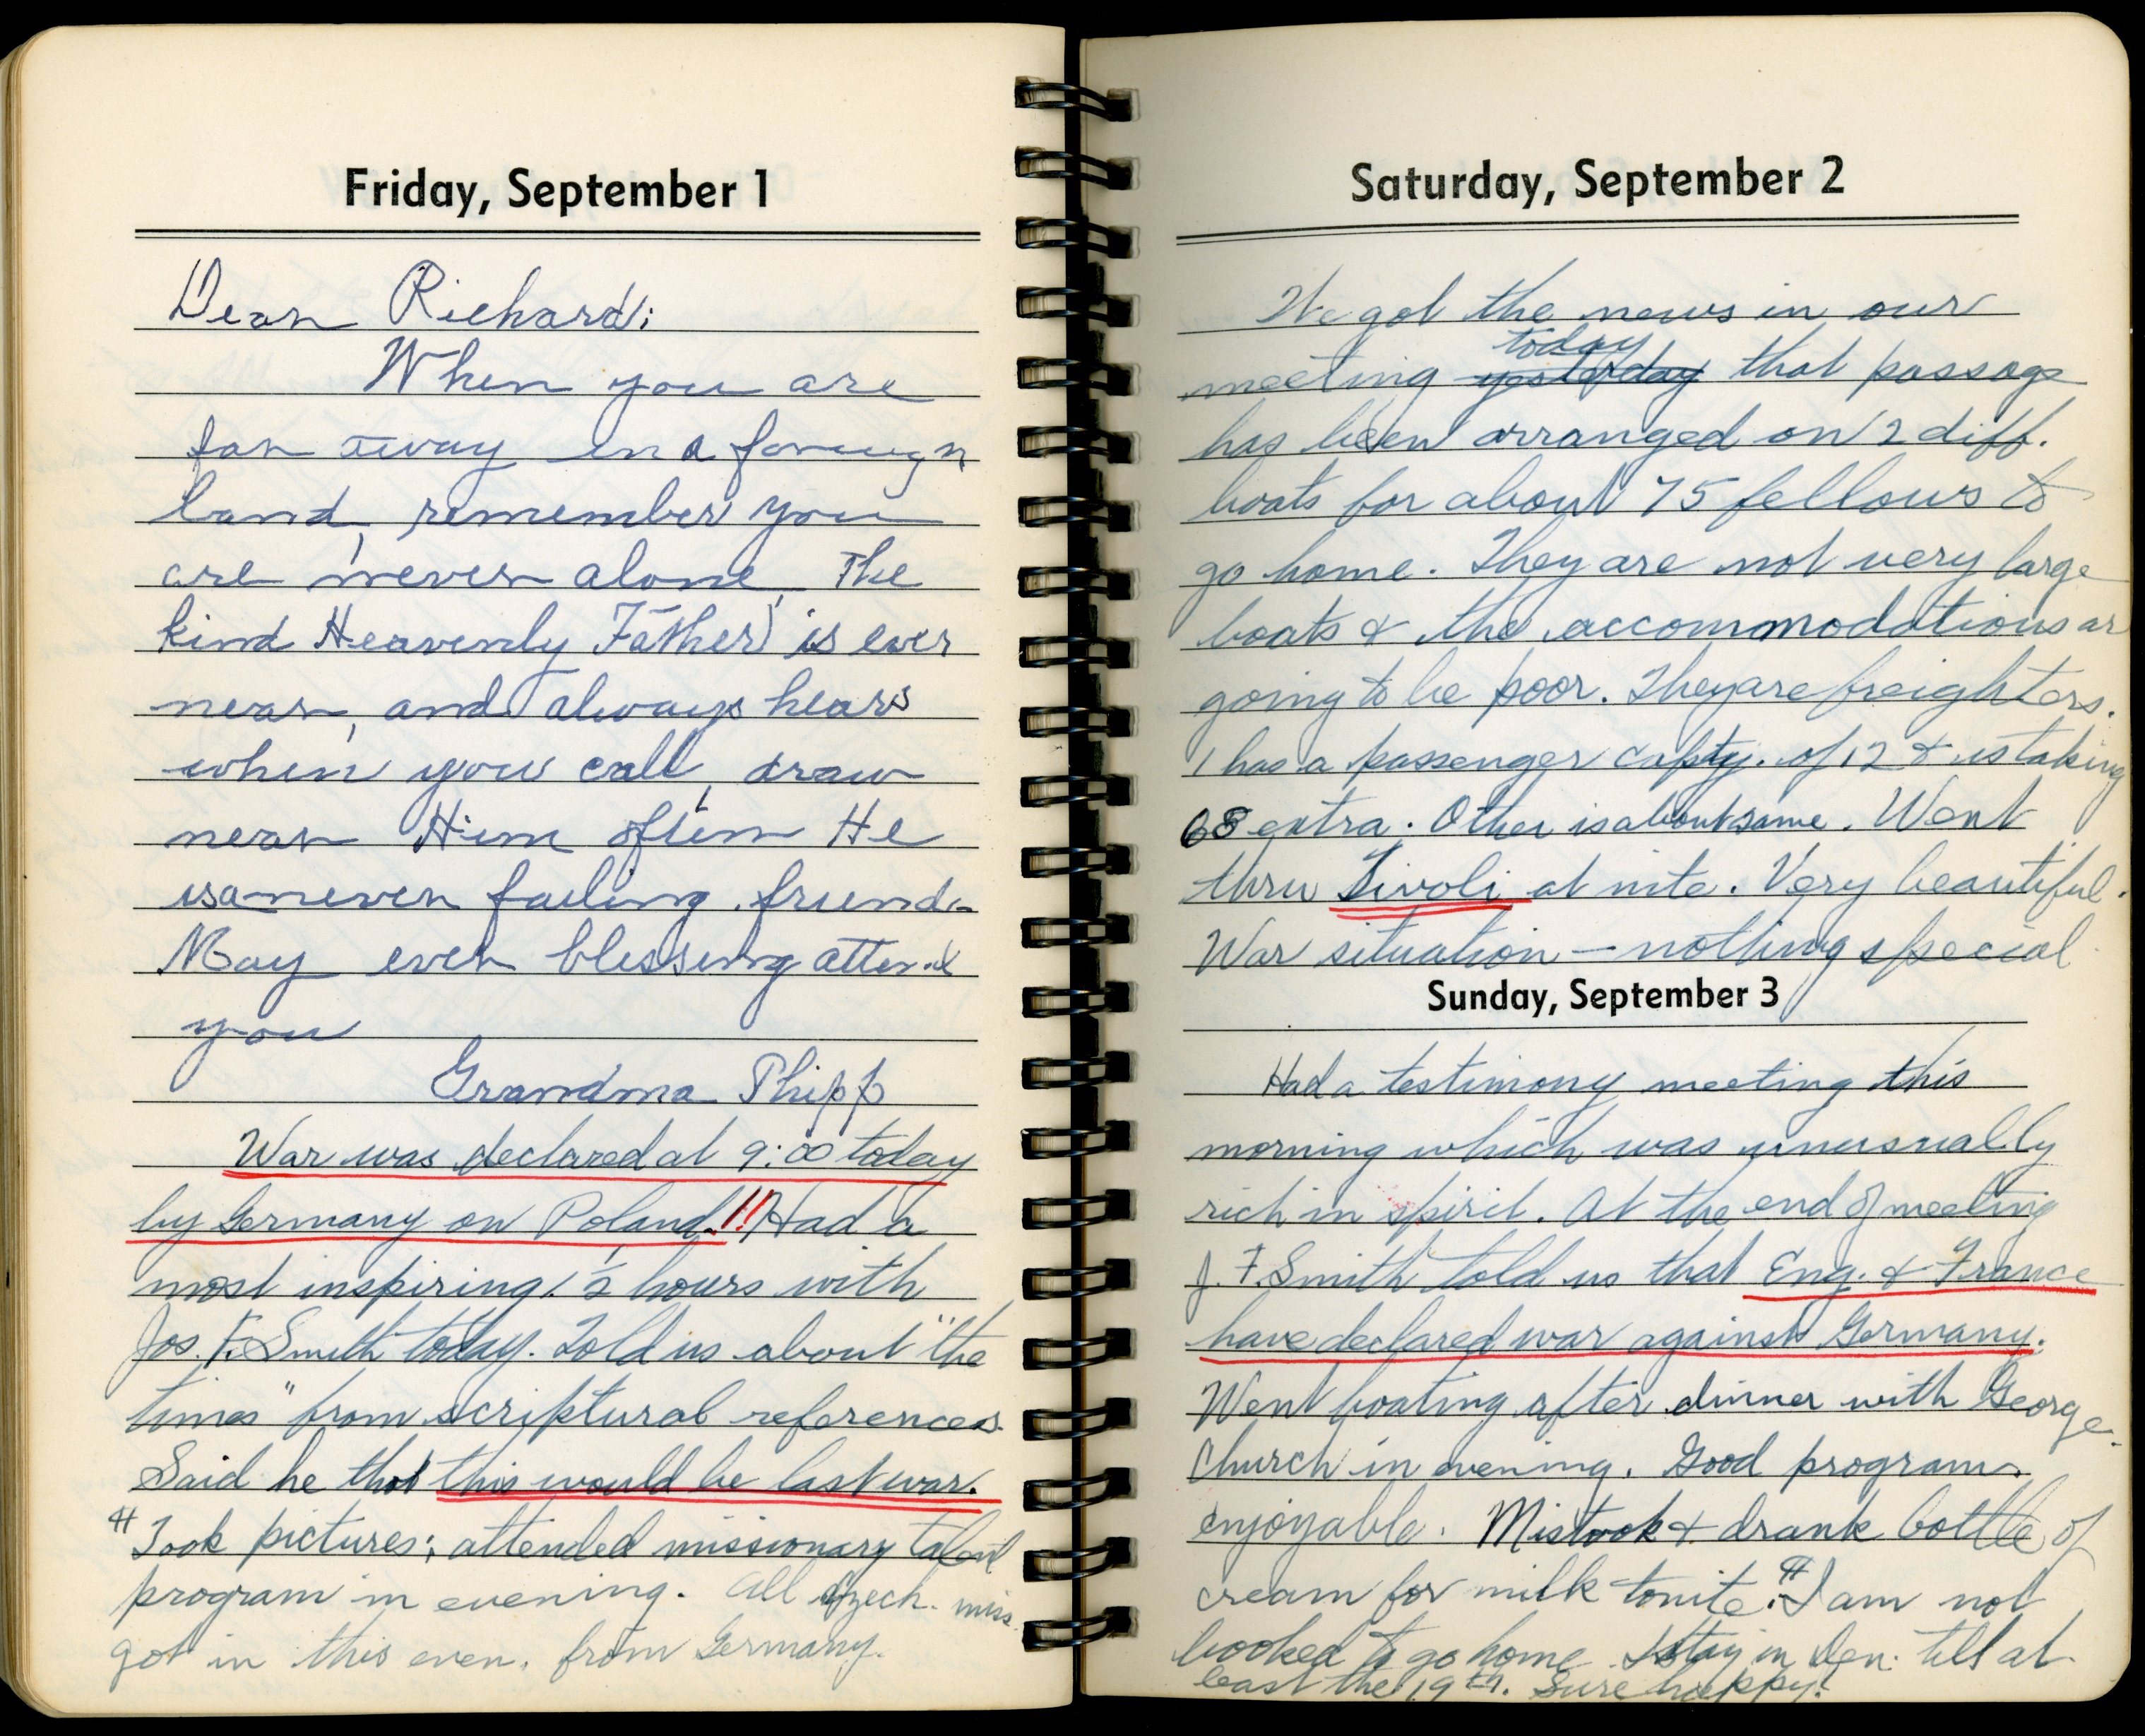 Friday, September 1
Dear Richard:
When you are
far away in a foreign
land, remember you
are never alone, The
kind Heavenly Father is ever
near, and always hears
when you call, draw
near Him often He
is a never failing friend.
May ever blessing attend
you
Grandma Phipp
War was declared at 9:00 today
by Germany on Poland!!! Had a
most inspiring 1½ hours with
Jos. F. Smith today. Told us about "the
times" from scriptural references.
Said he that this would be last war.
# Took pictures; attended missionary talent
program in evening. All Czech. miss.
got in this even. from Germany.
Saturday, September 2
We got the news in our
today
meeting yesterday that passage
has been arranged on 2 diff.
boats for about 75 fellows to
go home. They are not very large
boats & the accommodations ar
going to be poor. They are freighters.
1 has a passenger capty. of 12 & is taking
68 extra. Other is about same. Went
thru Tivoli at nite. Very beautiful.
War situation — nothing special
Sunday, September 3
Had a testimony meeting this
morning which was unusually
rich in spirit. At the end of meeting
J. F. Smith told us that Eng. & France
have declared war against Germany.
Went boating after dinner with George.
Church in evening. Good program.
enjoyable. Mistook & drank bottle of
cream for milk tonite. # I am not
booked to go home. I stay in Den. till at
least the 19th. Sure happy!